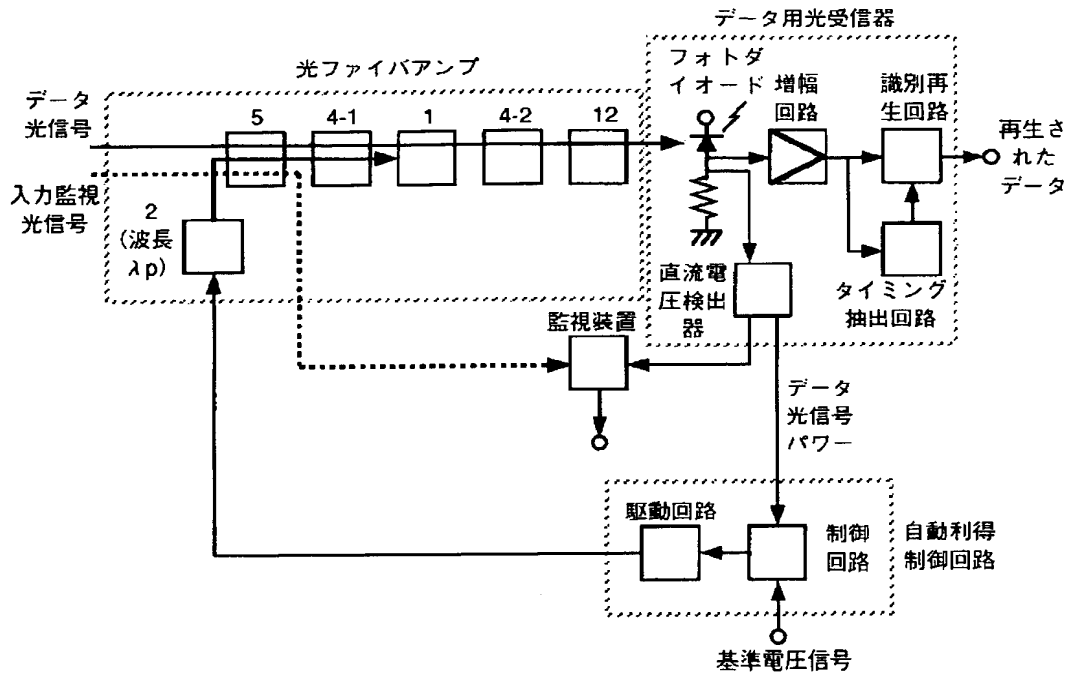 データ用光受信器
光ファイバアンプ
フォトダ
イオード
増幅
回路
識別再
生回路
データ
光信号
5
4-1
1
4-2
12
再生され
れた
データ
入力監視
光信号
2
(波長
λp)
直流電
圧検出
器
タイミング
抽出回路
監視装置
データ
光信号
パワー
駆動回路
制御
回路
自動利得
制御回路
基準電圧信号